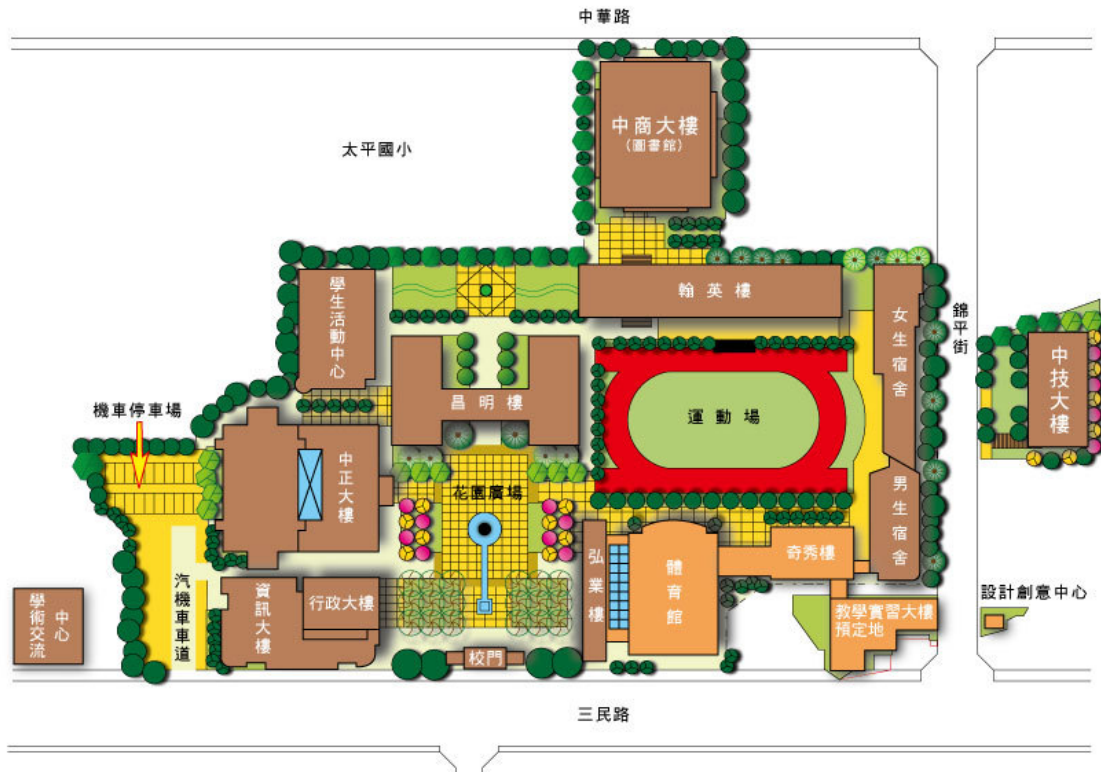 中華路
中商大樓
(圖書館)
太平國小
學生活動中心
翰英樓
女生宿舍
錦平街
中技大樓
昌明樓
運動場
機車停車場
中正大樓
花園廣場
男生宿舍
弘業樓
體育館
奇秀樓
汽機車車道
資訊大樓
行政大樓
設計創意中心
教學實習大樓
預定地
中心
學術交流
校門
三民路